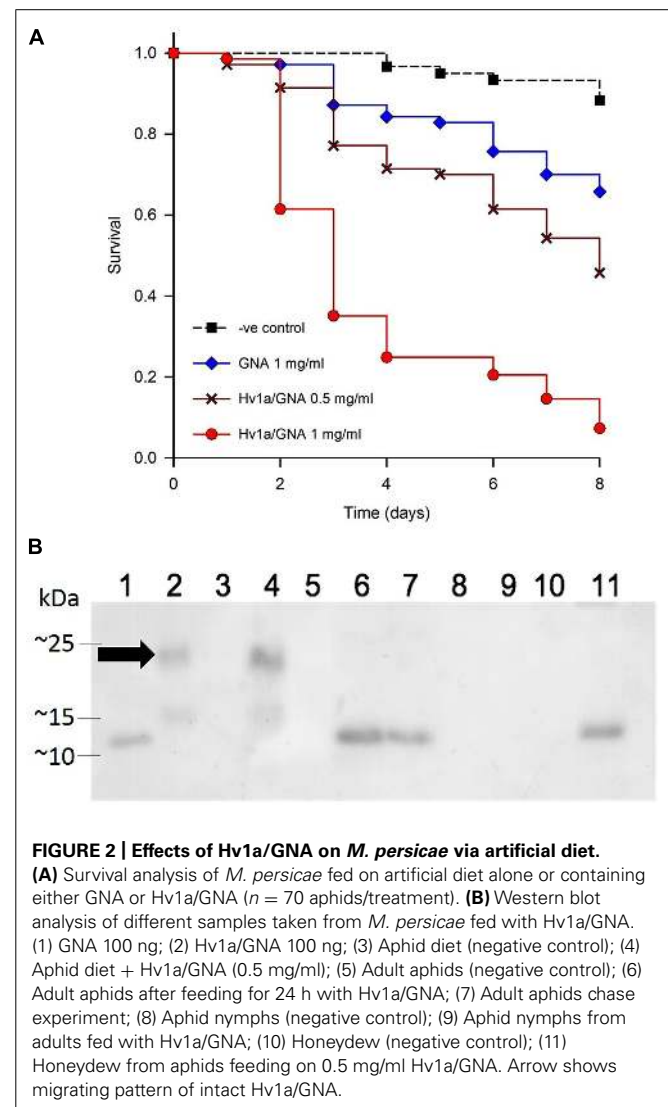 A
1.0
0.8
0.6
0.4
0.2
0.0
Survival
-ve control
GNA 1 mg/ml
Hv1a/GNA 0.5 mg/ml
Hv1a/GNA 1 mg/ml
0 2 4 6 8
Time (days)
B
kDa
1 2 3 4 5 6 7 8 9 10 11
~25
~15
~10
FIGURE 2 | Effects of Hv1a/GNA on M. persicae via artificial diet.
(A) Survival analysis of M. persicae fed on artificial diet alone or containing
either GNA or Hv1a/GNA (n = 70 aphids/treatment). (B) Western blot
analysis of different samples taken from M. persicae fed with Hv1a/GNA.
(1) GNA 100 ng; (2) Hv1a/GNA 100 ng; (3) Aphid diet (negative control); (4)
Aphid diet + Hv1a/GNA (0.5 mg/ml); (5) Adult aphids (negative control); (6)
Adult aphids after feeding for 24 h with Hv1a/GNA; (7) Adult aphids chase
experiment; (8) Aphid nymphs (negative control); (9) Aphid nymphs from
adults fed with Hv1a/GNA; (10) Honeydew (negative control); (11)
Honeydew from aphids feeding on 0.5 mg/ml Hv1a/GNA. Arrow shows
migrating pattern of intact Hv1a/GNA.